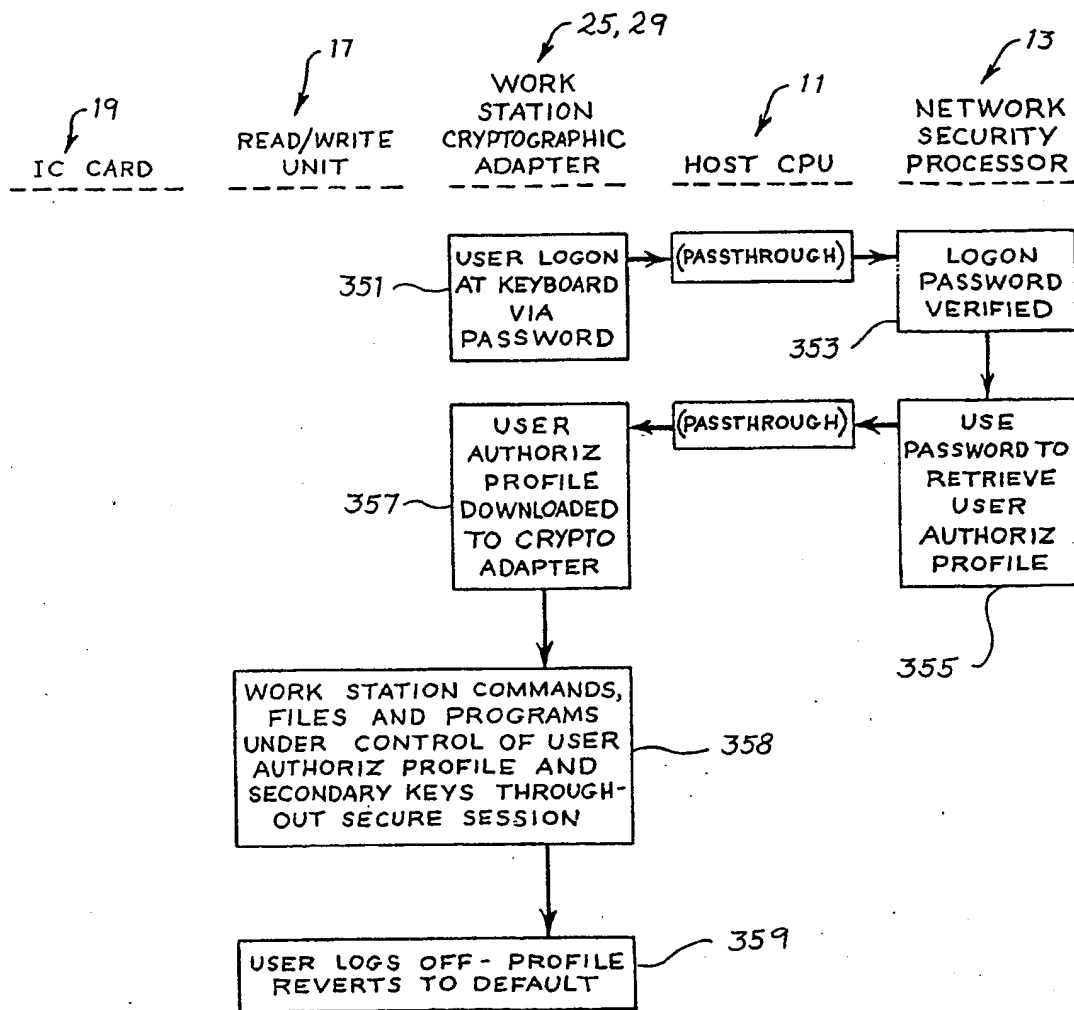 25, 29
17
13
19
11
WORK
STATION
CRYPTOGRAPHIC
ADAPTER
NETWORK
SECURITY
PROCESSOR
READ/WRITE
UNIT
IC CARD
HOST CPU
USER LOGON
AT KEYBOARD
VIA
PASSWORD
351
(PASSTHROUGH)
LOGON
PASSWORD
VERIFIED
353
USER
AUTHORIZ
PROFILE
DOWNLOADED
TO CRYPTO
ADAPTER
357
(PASSTHROUGH)
USE
PASSWORD TO
RETRIEVE
USER
AUTHORIZ
PROFILE
355
WORK STATION COMMANDS,
FILES AND PROGRAMS
UNDER CONTROL OF USER
AUTHORIZ PROFILE AND
SECONDARY KEYS THROUGH-
OUT SECURE SESSION
358
USER LOGS OFF - PROFILE
REVERTS TO DEFAULT
359